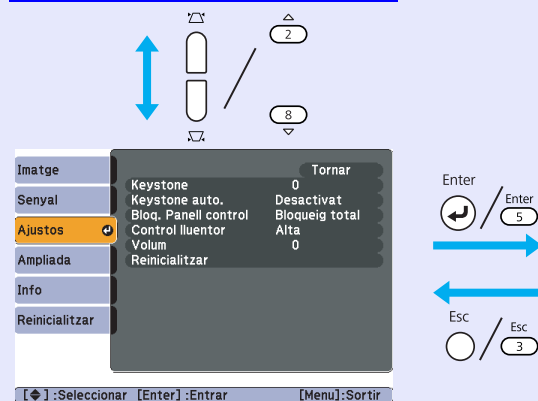 2
8
Imatge
Senyal
Ajustos
Ampliada
Info
Reinicialitzar
Tornar
Keystone 0
Keystone auto. Desactivat
Bloq. Panell control Bloqueig total
Control lluentor Alta
Volum 0
Reinicialitzar
[◆] :Seleccionar [Enter] :Entrar [Menu]:Sortir
Enter
Enter
5
Esc
Esc
3